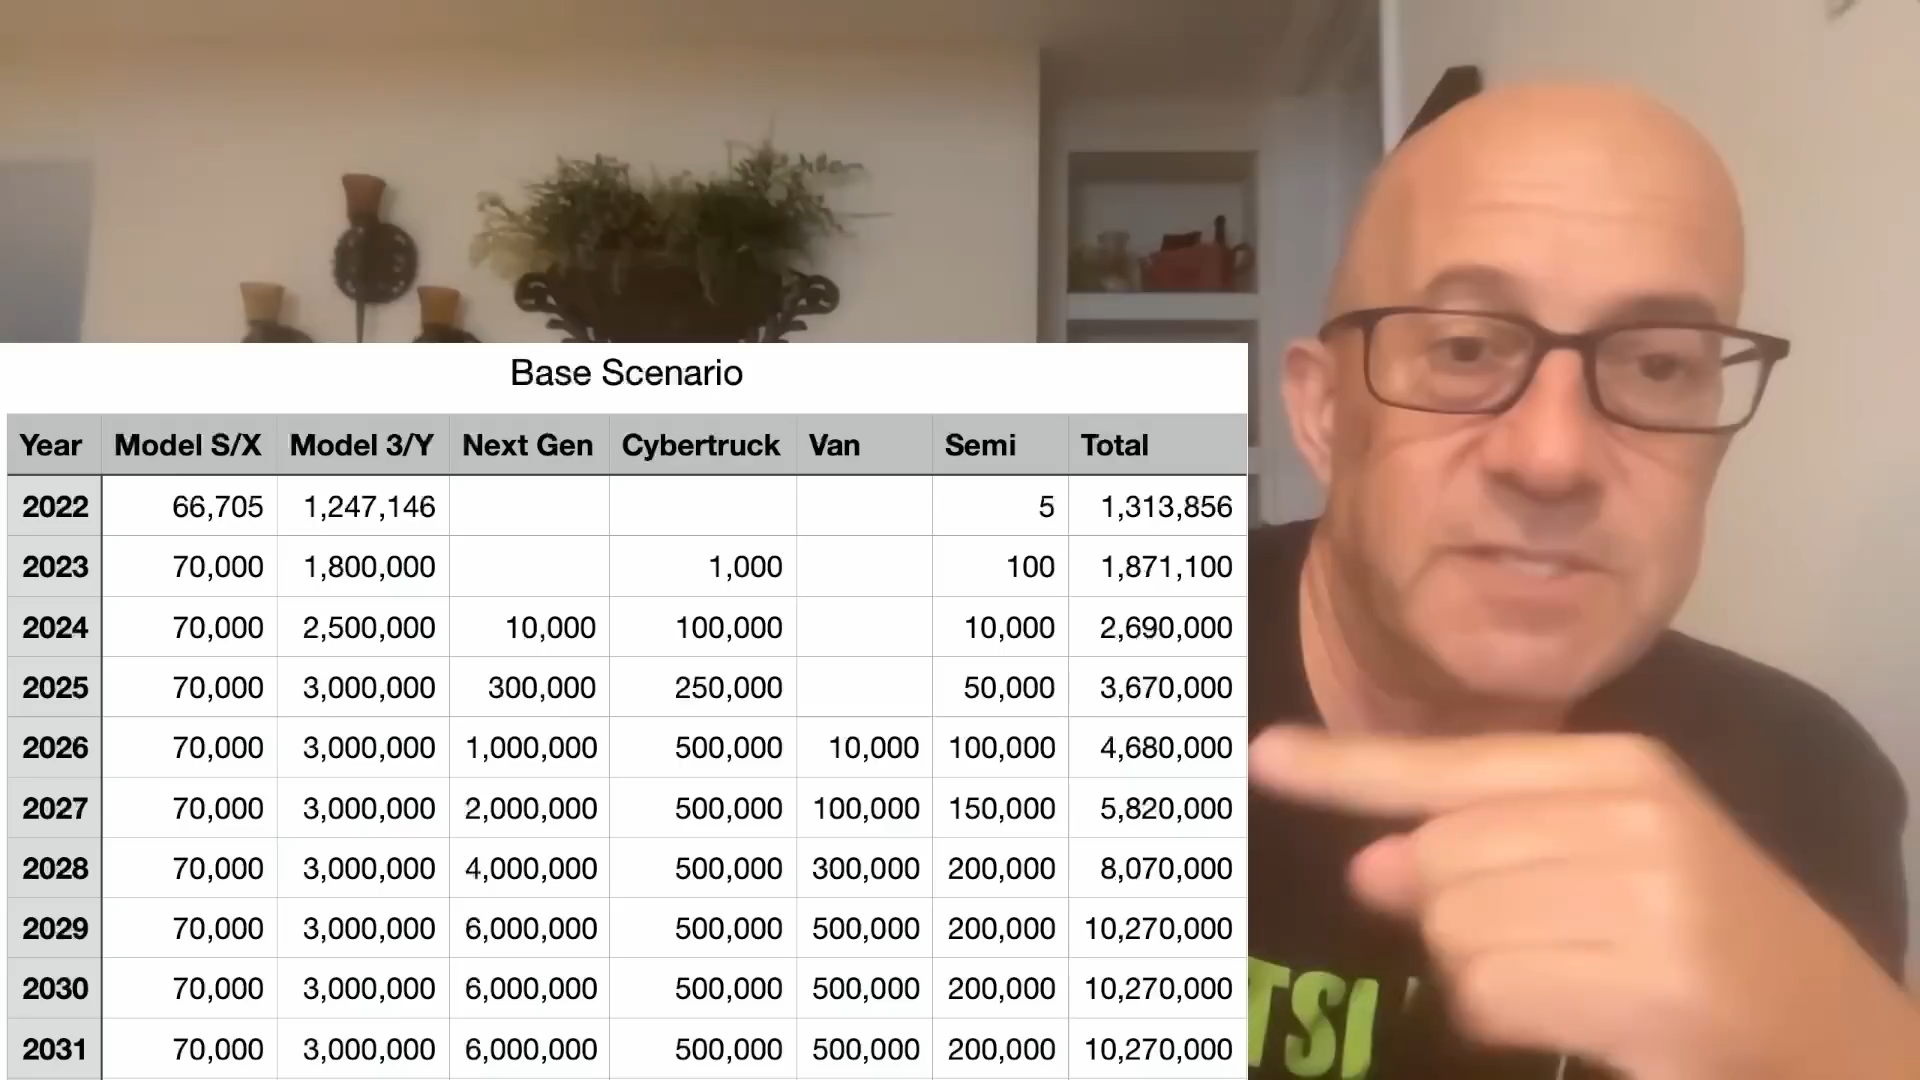 Base Scenario
Year Model S/X Model 3/Y Next Gen Cybertruck Van Semi Total
2022 66,705 1,247,146 5 1,313,856
2023 70,000 1,800,000 1,000 100 1,871,100
2024 70,000 2,500,000 10,000 100,000 10,000 2,690,000
2025 70,000 3,000,000 300,000 250,000 50,000 3,670,000
2026 70,000 3,000,000 1,000,000 500,000 10,000 100,000 4,680,000
2027 70,000 3,000,000 2,000,000 500,000 100,000 150,000 5,820,000
2028 70,000 3,000,000 4,000,000 500,000 300,000 200,000 8,070,000
2029 70,000 3,000,000 6,000,000 500,000 500,000 200,000 10,270,000
2030 70,000 3,000,000 6,000,000 500,000 500,000 200,000 10,270,000
2031 70,000 3,000,000 6,000,000 500,000 500,000 200,000 10,270,000